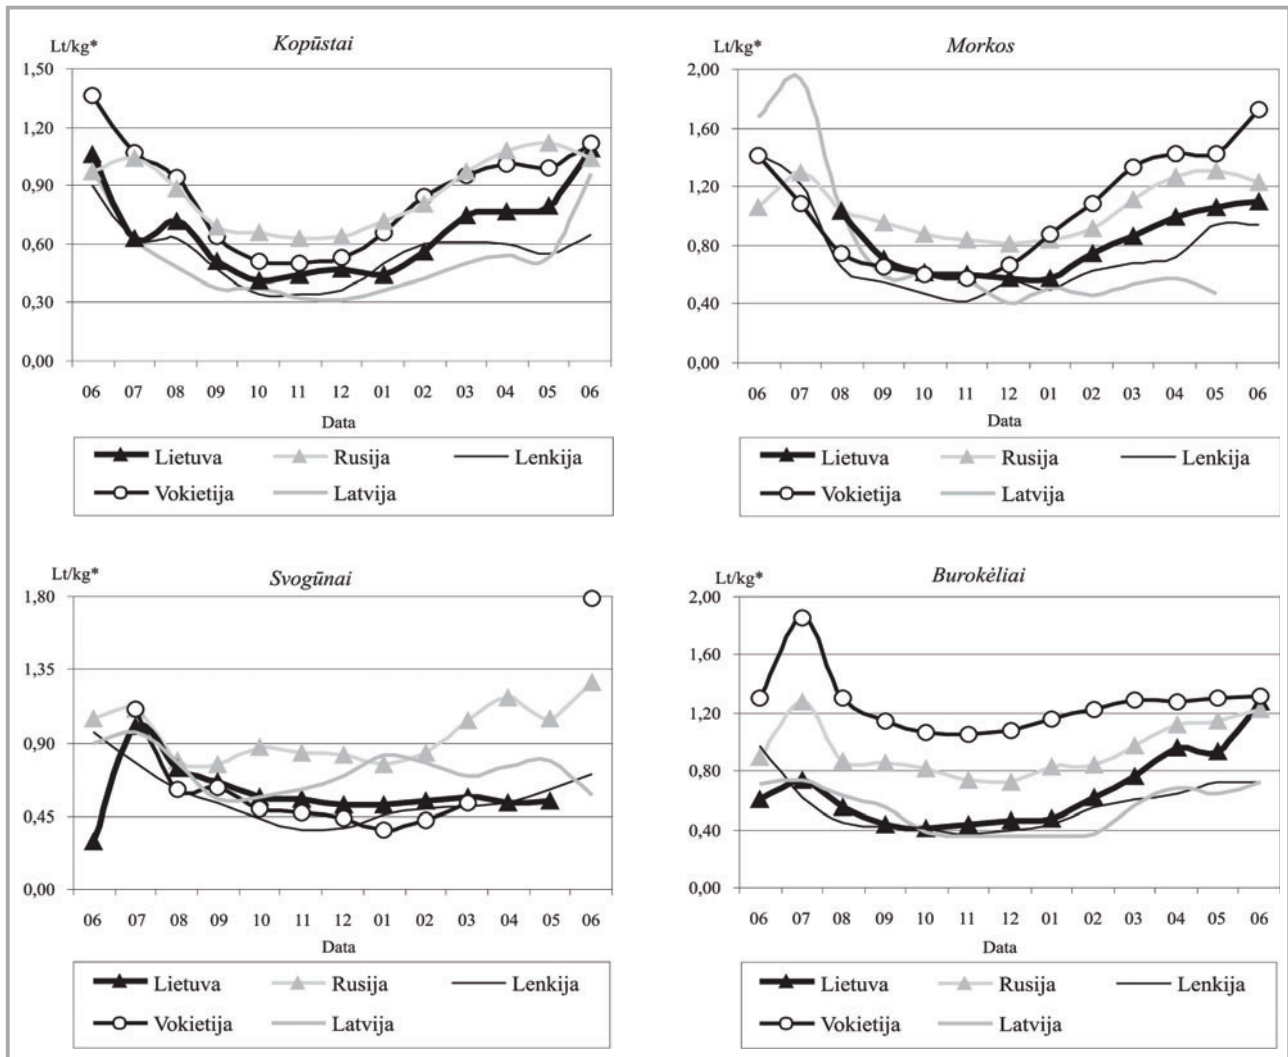 Kopūstai
Lt/kg*
1,50
1,20
0,90
0,60
0,30
0,00
06 07 08 09 10 11 12 01 02 03 04 05 06
Data
Lietuva Rusija Lenkija
Vokietija Latvija
Morkos
Lt/kg*
2,00
1,60
1,20
0,80
0,40
0,00
06 07 08 09 10 11 12 01 02 03 04 05 06
Data
Lietuva Rusija Lenkija
Vokietija Latvija
Svogūnai
Lt/kg*
1,80
1,35
0,90
0,45
0,00
06 07 08 09 10 11 12 01 02 03 04 05 06
Data
Lietuva Rusija Lenkija
Vokietija Latvija
Burokėliai
Lt/kg*
2,00
1,60
1,20
0,80
0,40
0,00
06 07 08 09 10 11 12 01 02 03 04 05 06
Data
Lietuva Rusija Lenkija
Vokietija Latvija